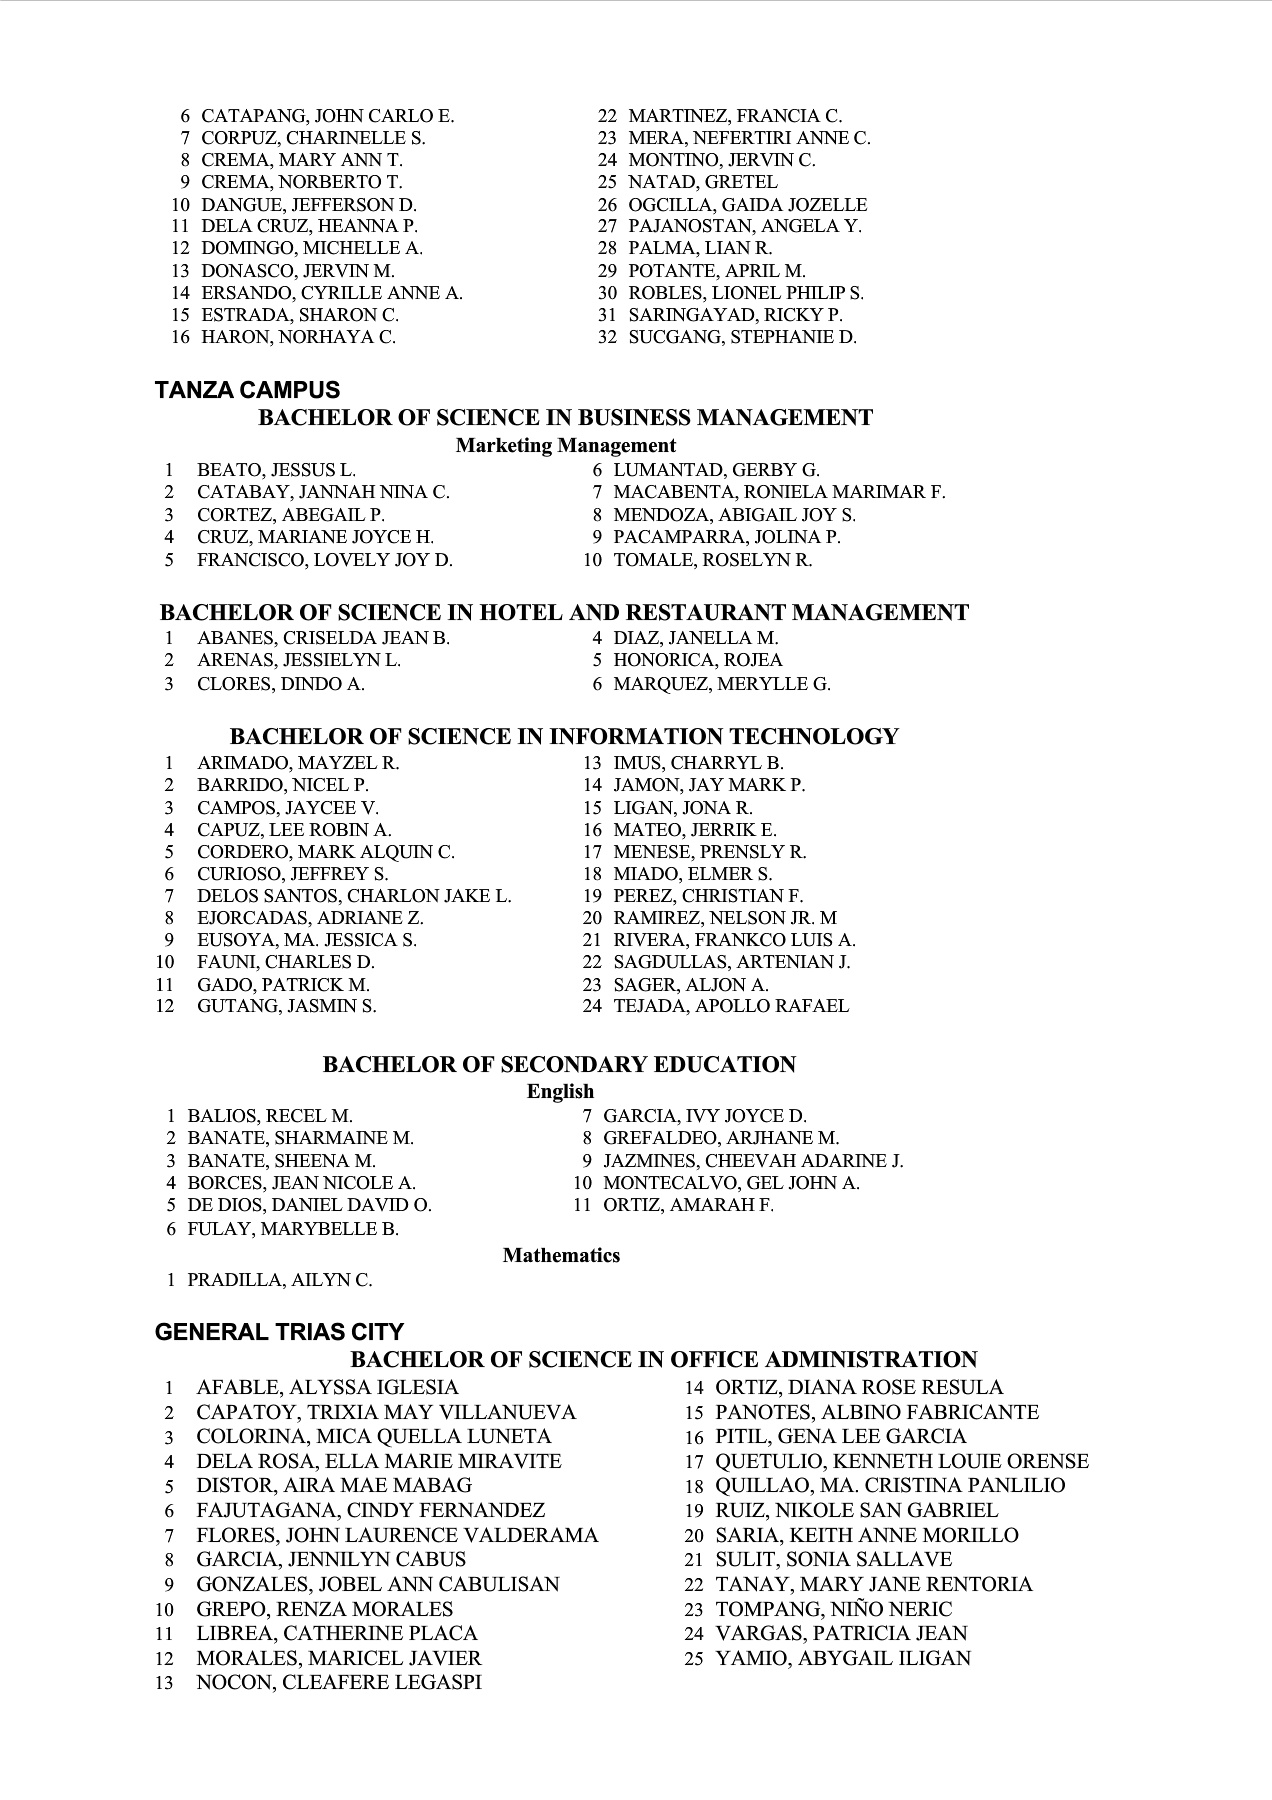 6 CATAPANG, JOHN CARLO E.
7 CORPUZ, CHARINELLE S.
8 CREMA, MARY ANN T.
9 CREMA, NORBERTO T.
10 DANGUE, JEFFERSON D.
11 DELA CRUZ, HEANNA P.
12 DOMINGO, MICHELLE A.
13 DONASCO, JERVIN M.
14 ERSANDO, CYRILLE ANNE A.
15 ESTRADA, SHARON C.
16 HARON, NORHAYA C.
22 MARTINEZ, FRANCIA C.
23 MERA, NEFERTIRI ANNE C.
24 MONTINO, JERVIN C.
25 NATAD, GRETEL
26 OGCILLA, GAIDA JOZELLE
27 PAJANOSTAN, ANGELA Y.
28 PALMA, LIAN R.
29 POTANTE, APRIL M.
30 ROBLES, LIONEL PHILIP S.
31 SARINGAYAD, RICKY P.
32 SUCGANG, STEPHANIE D.
TANZA CAMPUS
BACHELOR OF SCIENCE IN BUSINESS MANAGEMENT
Marketing Management
1 BEATO, JESSUS L.
2 CATABAY, JANNAH NINA C.
3 CORTEZ, ABEGAIL P.
4 CRUZ, MARIANE JOYCE H.
5 FRANCISCO, LOVELY JOY D.
6 LUMANTAD, GERBY G.
7 MACABENTA, RONIELA MARIMAR F.
8 MENDOZA, ABIGAIL JOY S.
9 PACAMPARRA, JOLINA P.
10 TOMALE, ROSELYN R.
BACHELOR OF SCIENCE IN HOTEL AND RESTAURANT MANAGEMENT
1 ABANES, CRISELDA JEAN B.
2 ARENAS, JESSIELYN L.
3 CLORES, DINDO A.
4 DIAZ, JANELLA M.
5 HONORICA, ROJEA
6 MARQUEZ, MERYLLE G.
BACHELOR OF SCIENCE IN INFORMATION TECHNOLOGY
1 ARIMADO, MAYZEL R.
2 BARRIDO, NICEL P.
3 CAMPOS, JAYCEE V.
4 CAPUZ, LEE ROBIN A.
5 CORDERO, MARK ALQUIN C.
6 CURIOSO, JEFFREY S.
7 DELOS SANTOS, CHARLON JAKE L.
8 EJORCADAS, ADRIANE Z.
9 EUSOYA, MA. JESSICA S.
10 FAUNI, CHARLES D.
11 GADO, PATRICK M.
12 GUTANG, JASMIN S.
13 IMUS, CHARRYL B.
14 JAMON, JAY MARK P.
15 LIGAN, JONA R.
16 MATEO, JERRIK E.
17 MENESE, PRENSLY R.
18 MIADO, ELMER S.
19 PEREZ, CHRISTIAN F.
20 RAMIREZ, NELSON JR. M
21 RIVERA, FRANKCO LUIS A.
22 SAGDULLAS, ARTENIAN J.
23 SAGER, ALJON A.
24 TEJADA, APOLLO RAFAEL
BACHELOR OF SECONDARY EDUCATION
English
1 BALIOS, RECEL M.
2 BANATE, SHARMAINE M.
3 BANATE, SHEENA M.
4 BORCES, JEAN NICOLE A.
5 DE DIOS, DANIEL DAVID O.
6 FULAY, MARYBELLE B.
7 GARCIA, IVY JOYCE D.
8 GREFALDEO, ARJHANE M.
9 JAZMINES, CHEEVAH ADARINE J.
10 MONTECALVO, GEL JOHN A.
11 ORTIZ, AMARAH F.
Mathematics
1 PRADILLA, AILYN C.
GENERAL TRIAS CITY
BACHELOR OF SCIENCE IN OFFICE ADMINISTRATION
1 AFABLE, ALYSSA IGLESIA
2 CAPATOY, TRIXIA MAY VILLANUEVA
3 COLORINA, MICA QUELLA LUNETA
4 DELA ROSA, ELLA MARIE MIRAVITE
5 DISTOR, AIRA MAE MABAG
6 FAJUTAGANA, CINDY FERNANDEZ
7 FLORES, JOHN LAURENCE VALDERAMA
8 GARCIA, JENNILYN CABUS
9 GONZALES, JOBEL ANN CABULISAN
10 GREPO, RENZA MORALES
11 LIBREA, CATHERINE PLACA
12 MORALES, MARICEL JAVIER
13 NOCON, CLEAFERE LEGASPI
14 ORTIZ, DIANA ROSE RESULA
15 PANOTES, ALBINO FABRICANTE
16 PITIL, GENA LEE GARCIA
17 QUETULIO, KENNETH LOUIE ORENSE
18 QUILLAO, MA. CRISTINA PANLILIO
19 RUIZ, NIKOLE SAN GABRIEL
20 SARIA, KEITH ANNE MORILLO
21 SULIT, SONIA SALLAVE
22 TANAY, MARY JANE RENTORIA
23 TOMPANG, NIÑO NERIC
24 VARGAS, PATRICIA JEAN
25 YAMIO, ABYGAIL ILIGAN